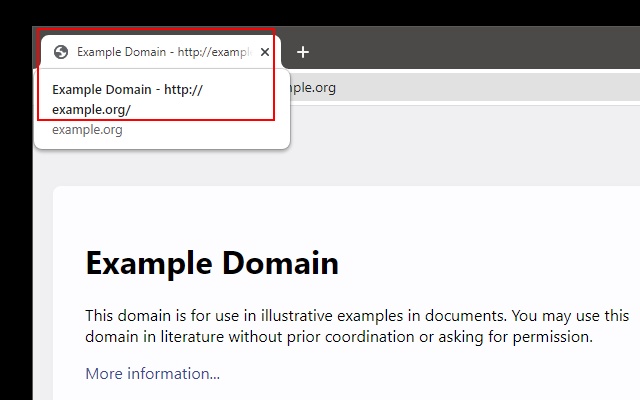 Example Domain - http://exampl
Example Domain - http://
example.org/
example.org
ple.org
Example Domain
This domain is for use in illustrative examples in documents. You may use this
domain in literature without prior coordination or asking for permission.
More information...